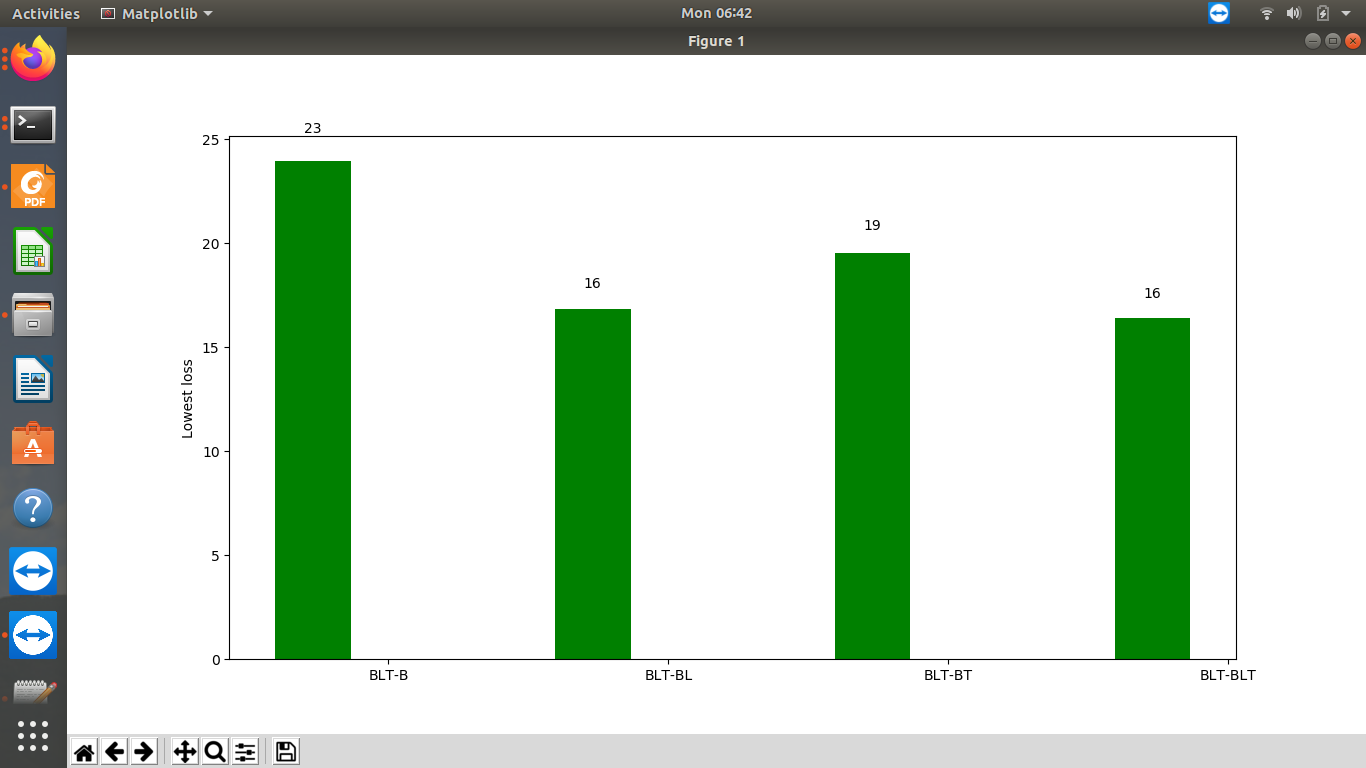 Activities Matplotlib Mon 06:42
Figure 1
23
25
20
19
16
16
15
Lowest loss
10
5
0
BLT-B BLT-BL BLT-BT BLT-BLT
PDF